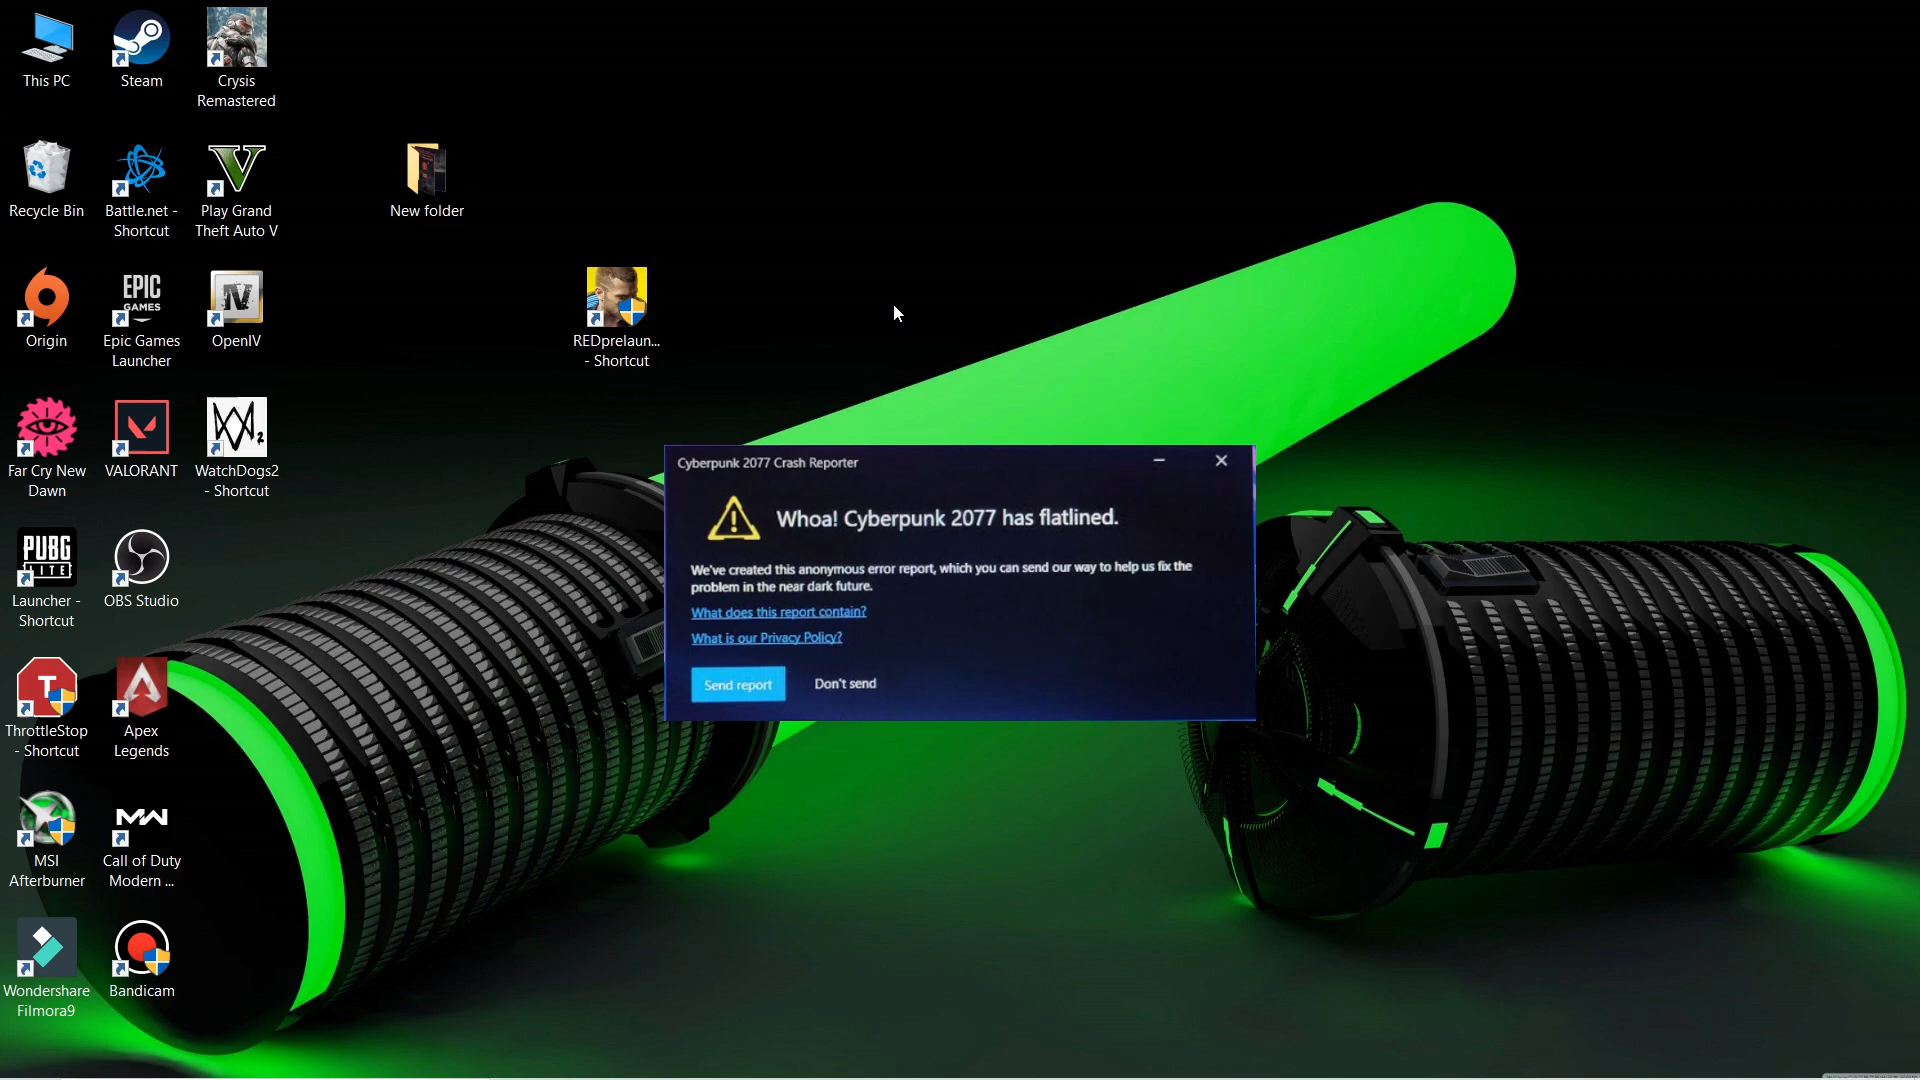 This PC
Steam
Crysis
Remastered
Recycle Bin
Battle.net -
Shortcut
Play Grand
Theft Auto V
New folder
Origin
EPIC
GAMES
Epic Games
Launcher
OpenIV
REDprelaun...
- Shortcut
Far Cry New
Dawn
VALORANT
2
WatchDogs2
- Shortcut
PUBG
LITE
Launcher -
Shortcut
OBS Studio
T
ThrottleStop
- Shortcut
Apex
Legends
MSI
Afterburner
MW
Call of Duty
Modern ...
Wondershare
Filmora9
Bandicam
Cyberpunk 2077 Crash Reporter
Whoa! Cyberpunk 2077 has flatlined.
We've created this anonymous error report, which you can send our way to help us fix the
problem in the near dark future.
What does this report contain?
What is our Privacy Policy?
Send report
Don't send